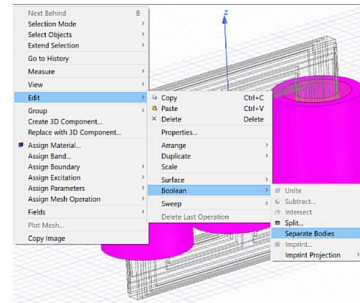 Next Behind B
Selection Mode
Select Objects
Extend Selection
Go to History
Measure
View
Edit
Group
Create 3D Component...
Replace with 3D Component...
Assign Material...
Assign Band...
Assign Boundary
Assign Excitation
Assign Parameters
Assign Mesh Operation
Fields
Plot Mesh...
Copy Image
Copy Ctrl+C
Paste Ctrl+V
Delete Delete
Properties...
Arrange
Duplicate
Scale
Surface
Boolean
Sweep
Delete Last Operation
Unite
Subtract...
Intersect
Split...
Separate Bodies
Imprint...
Imprint Projection
Z